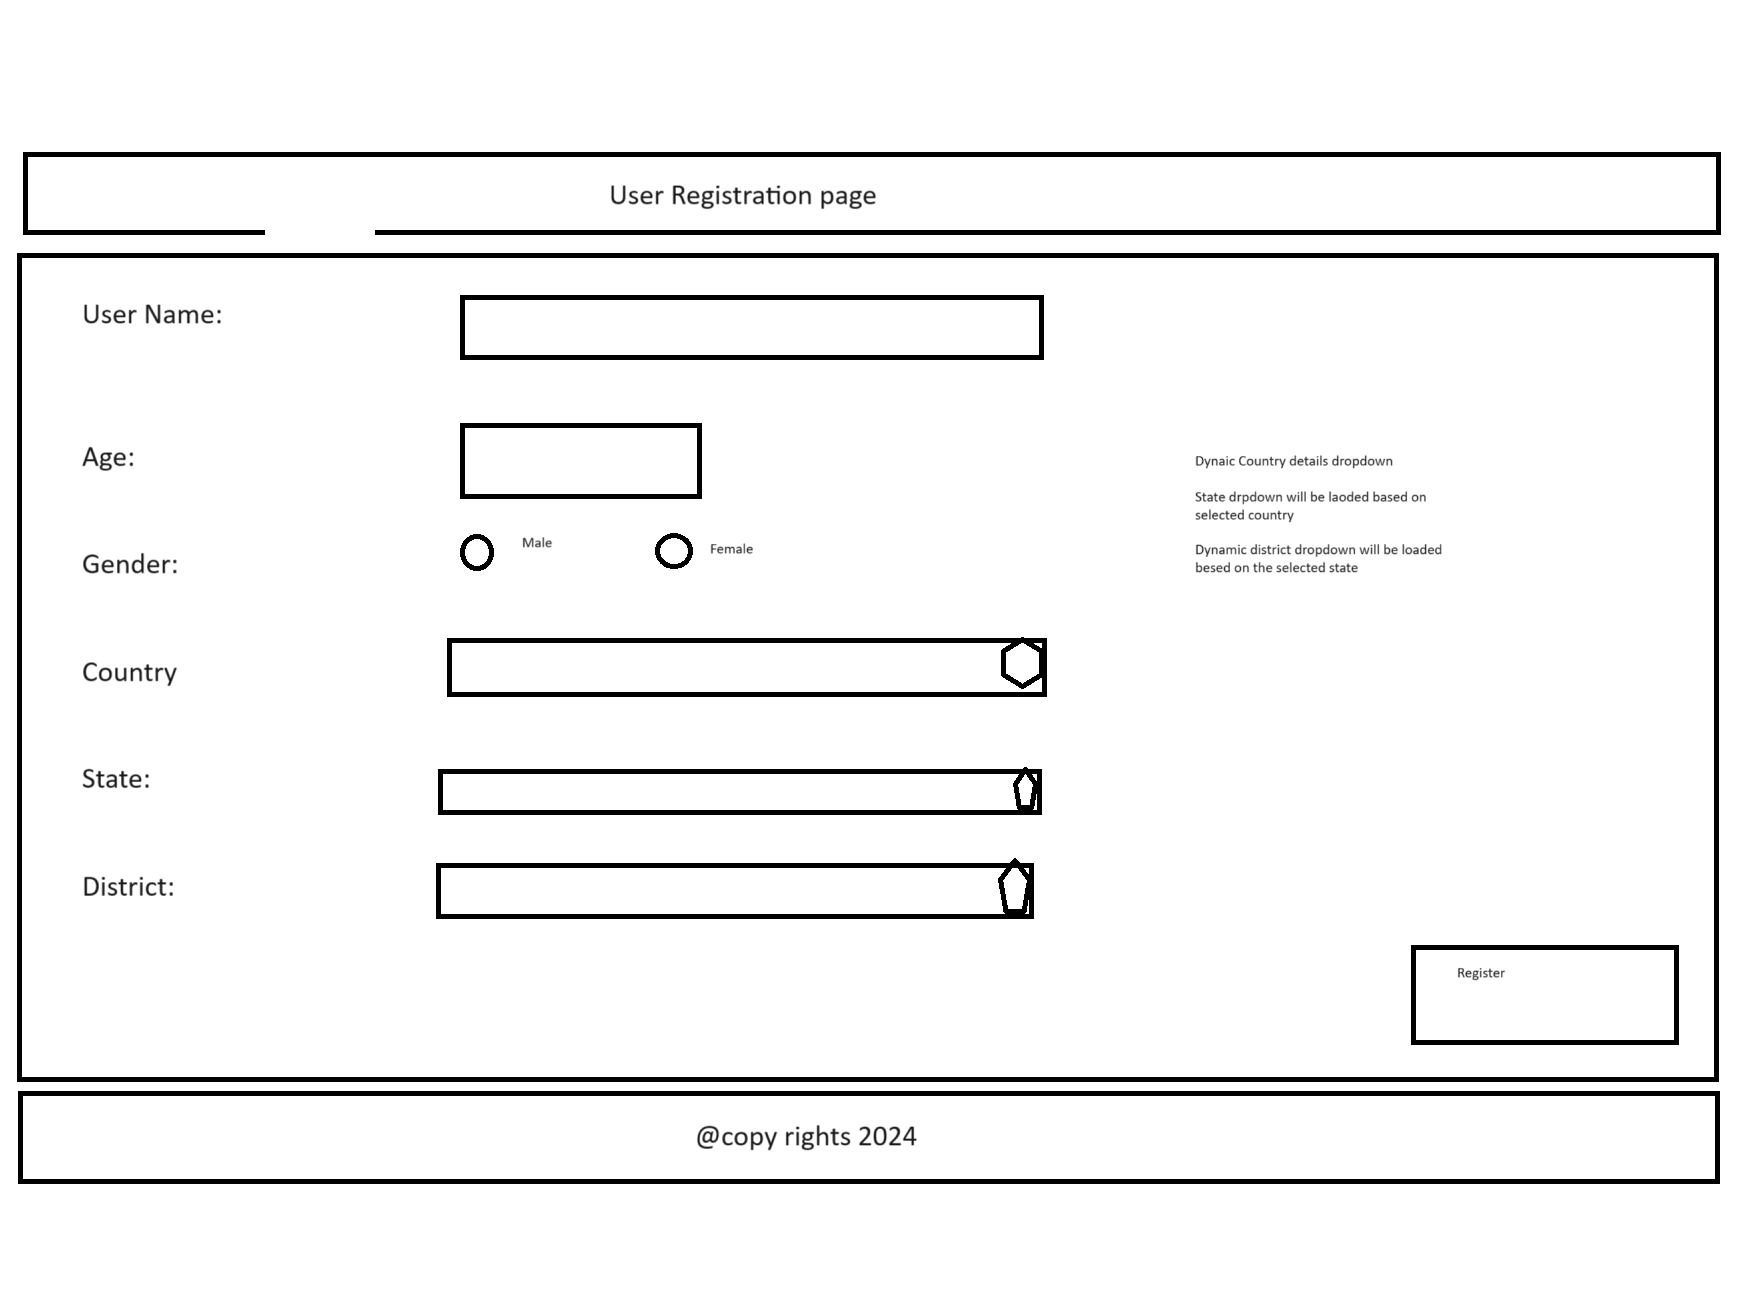 User Registration page
User Name:
Age:
Dynaic Country details dropdown
State drpdown will be laoded based on
selected country
Dynamic district dropdown will be loaded
besed on the selected state
Gender:
Male
Female
Country
State:
District:
Register
@copy rights 2024